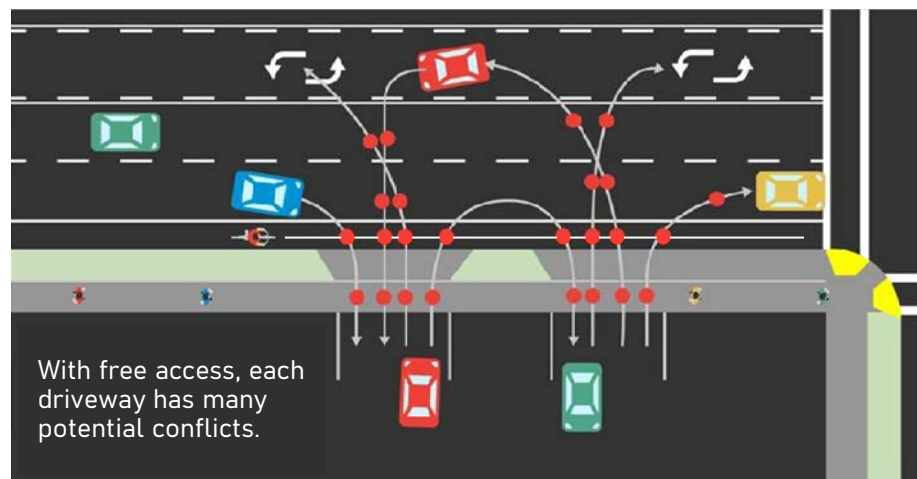 With free access, each
driveway has many
potential conflicts.